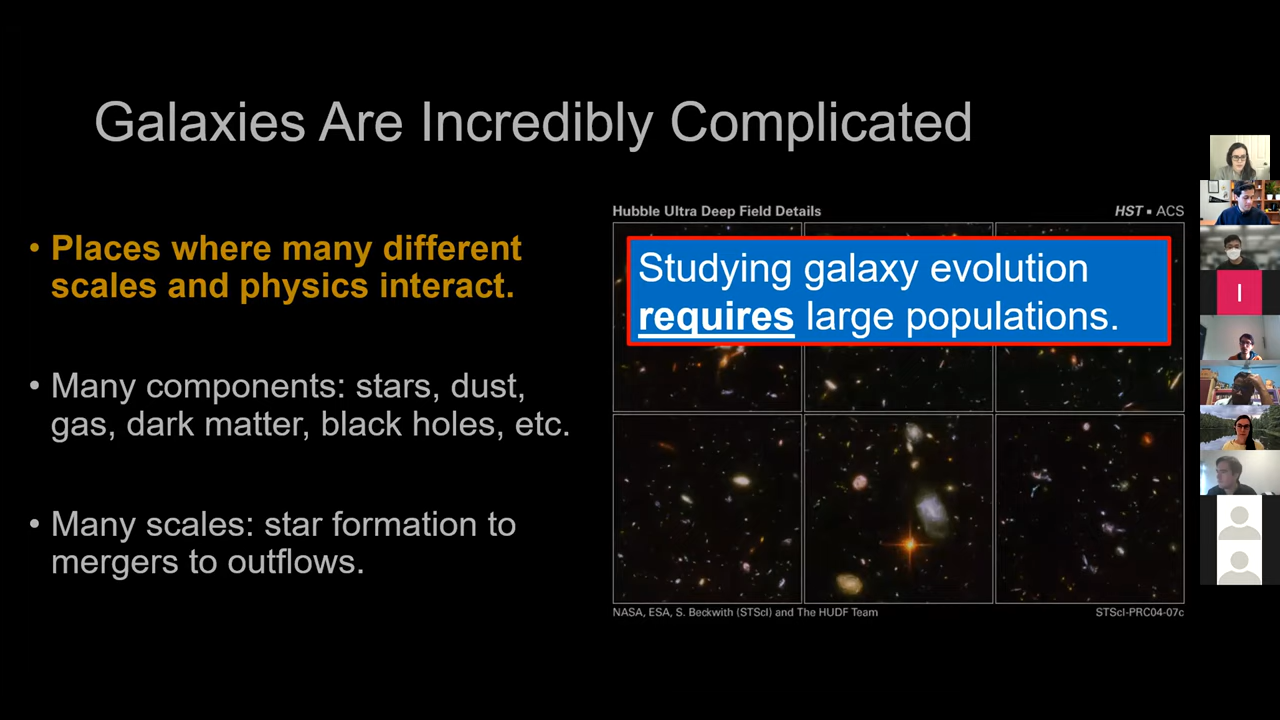 Galaxies Are Incredibly Complicated
• Places where many different
scales and physics interact.
• Many components: stars, dust,
gas, dark matter, black holes, etc.
• Many scales: star formation to
mergers to outflows.
Hubble Ultra Deep Field Details
HST ▪ ACS
Studying galaxy evolution
requires large populations.
NASA, ESA, S. Beckwith (STScI) and The HUDF Team
STScI-PRC04-07c
I